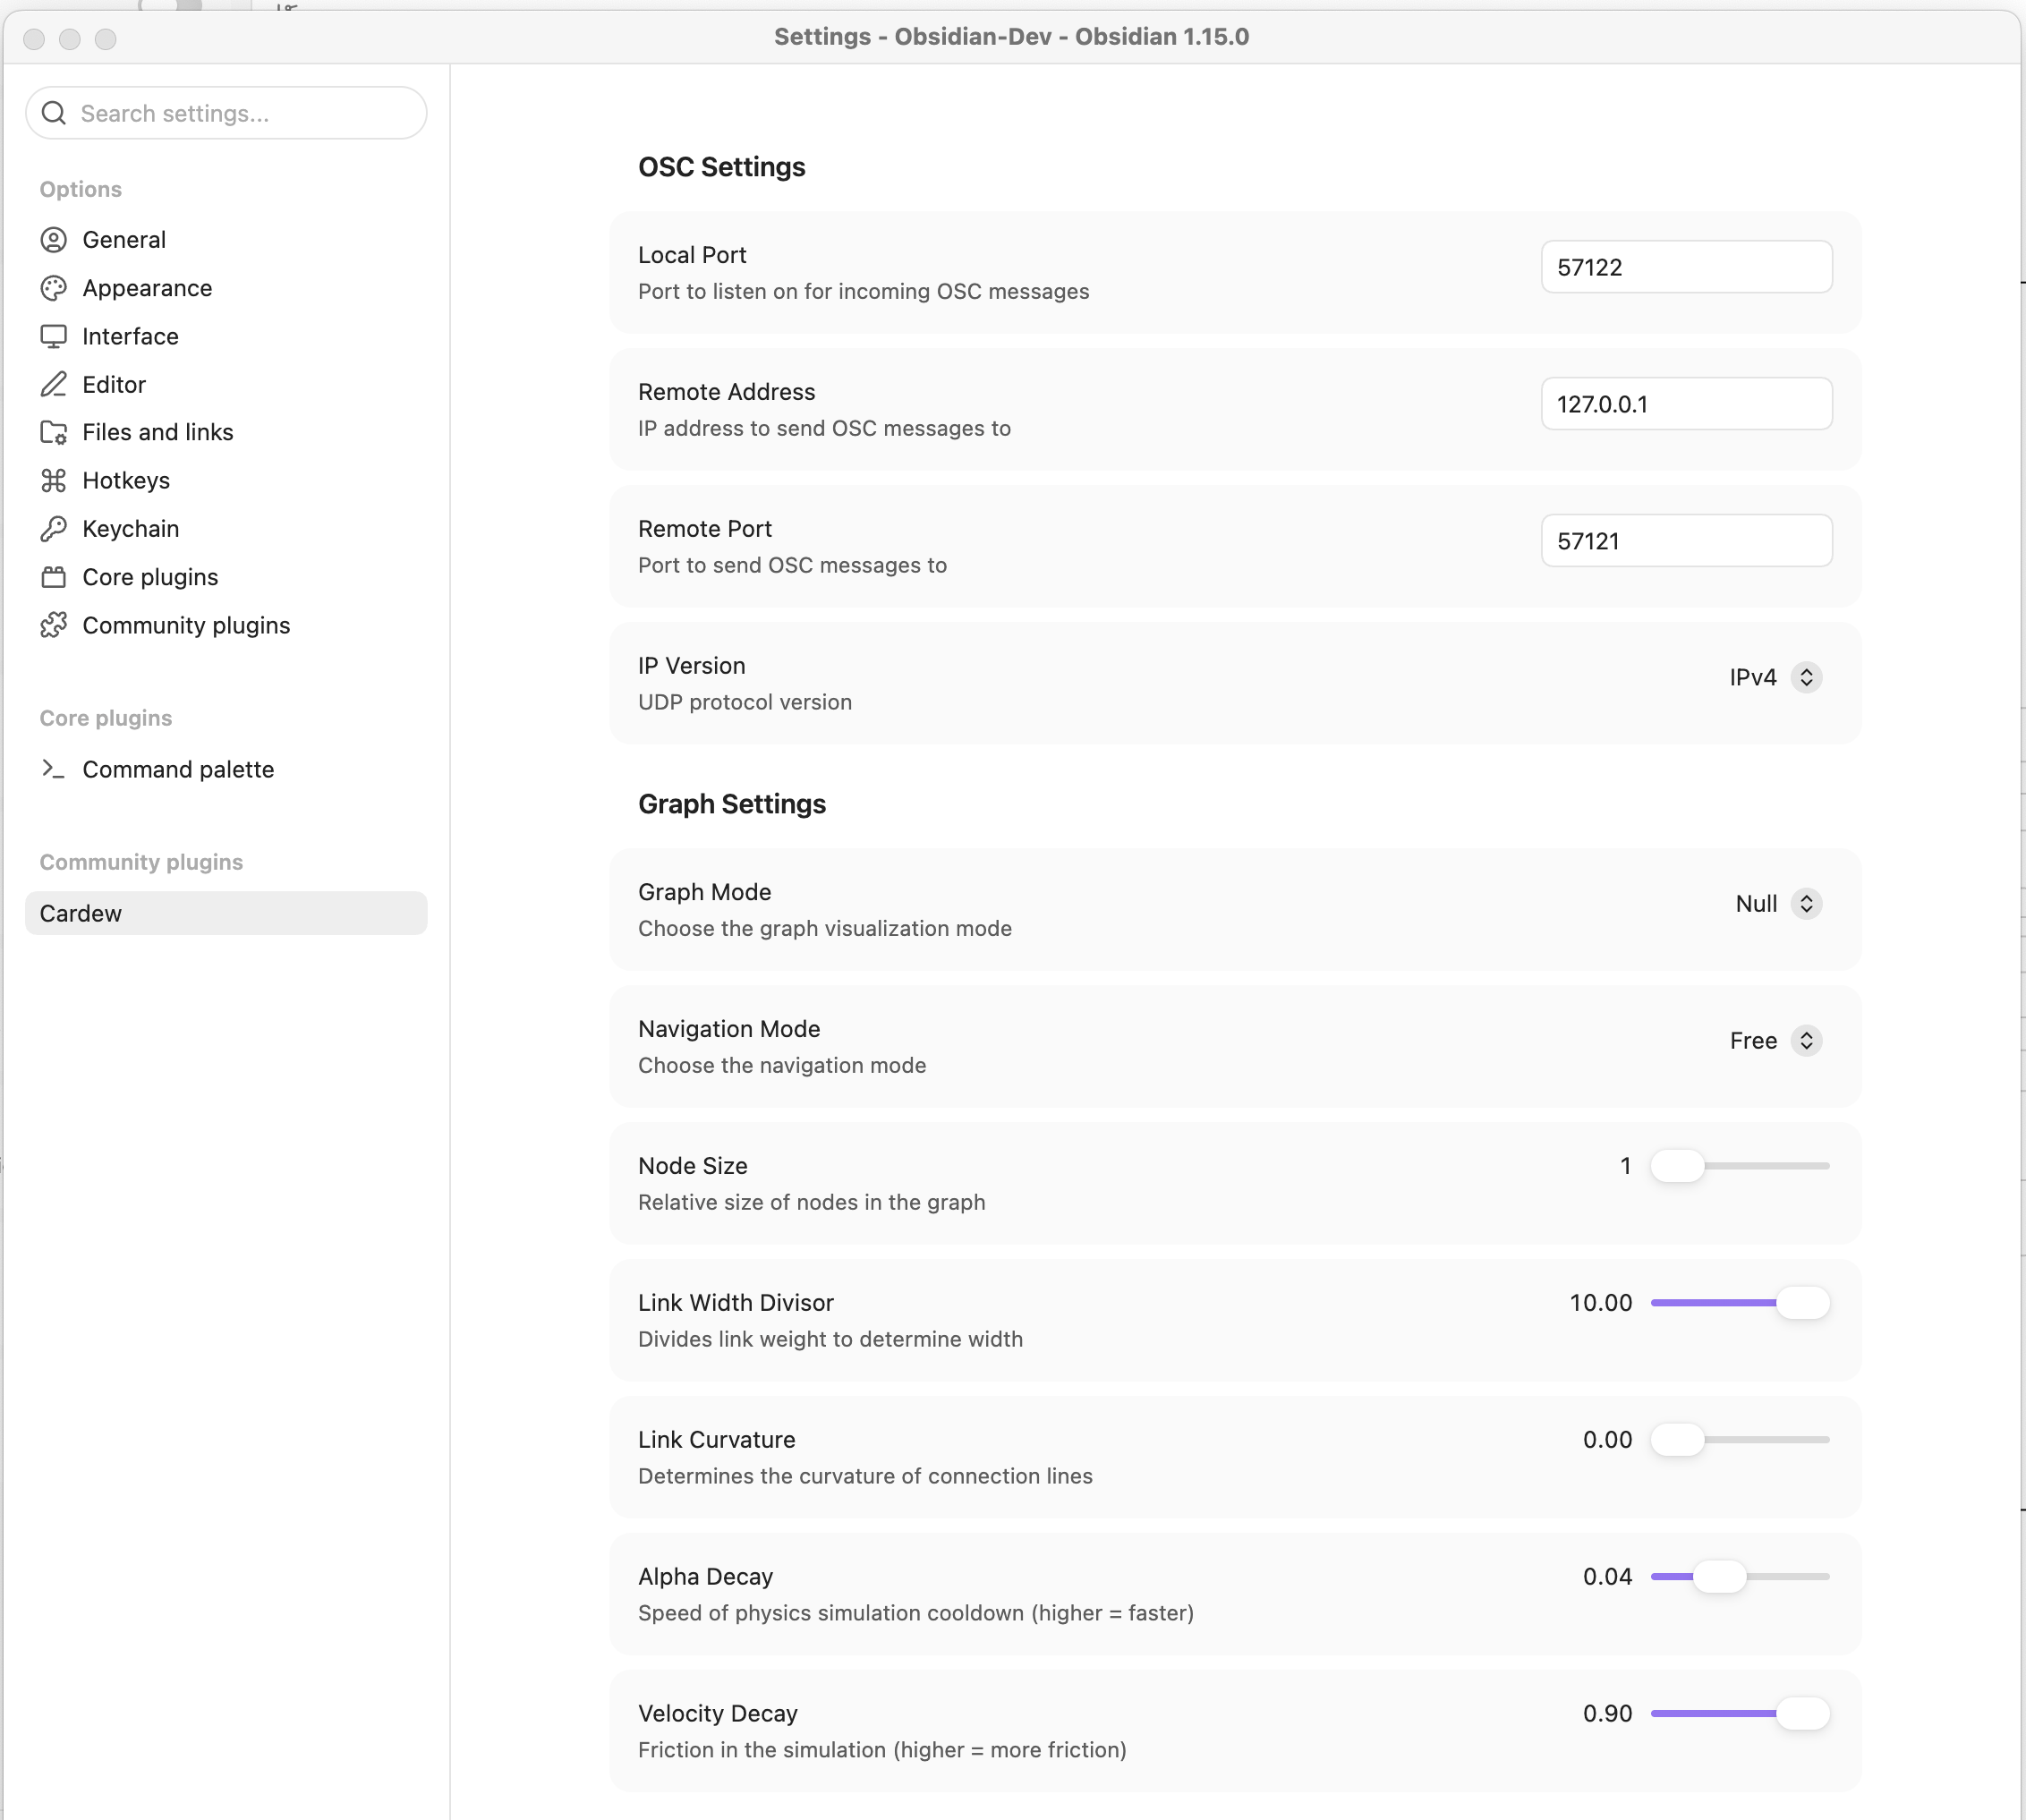 Settings - Obsidian-Dev - Obsidian 1.15.0
Search settings...
Options
General
Appearance
Interface
Editor
Files and links
Hotkeys
Keychain
Core plugins
Community plugins
Core plugins
Command palette
Community plugins
Cardew
OSC Settings
Local Port
Port to listen on for incoming OSC messages
57122
Remote Address
IP address to send OSC messages to
127.0.0.1
Remote Port
Port to send OSC messages to
57121
IP Version
UDP protocol version
IPv4
Graph Settings
Graph Mode
Choose the graph visualization mode
Null
Navigation Mode
Choose the navigation mode
Free
Node Size
Relative size of nodes in the graph
1
Link Width Divisor
Divides link weight to determine width
10.00
Link Curvature
Determines the curvature of connection lines
0.00
Alpha Decay
Speed of physics simulation cooldown (higher = faster)
0.04
Velocity Decay
Friction in the simulation (higher = more friction)
0.90